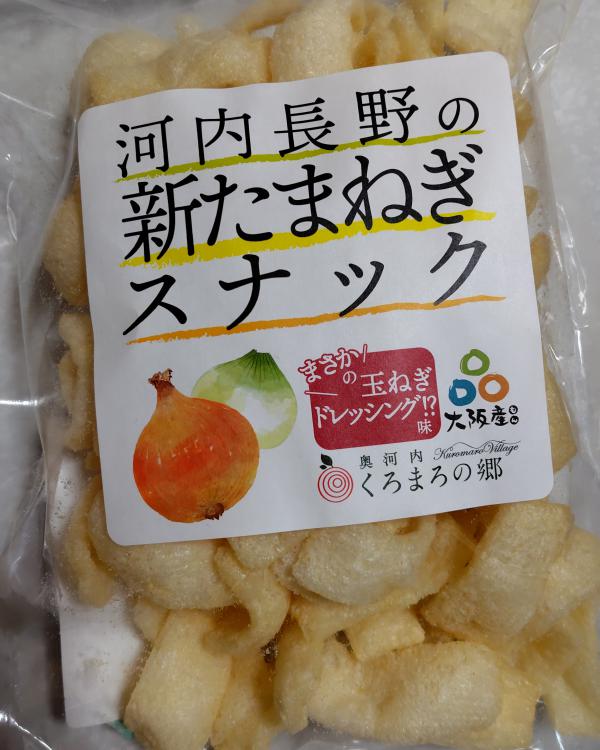 河内長野の
新たまねぎ
スナック
まさか
の
玉ねぎ
ドレッシング!?
味
大阪産もん
奥河内
Kuromaro Village
くろまろの郷